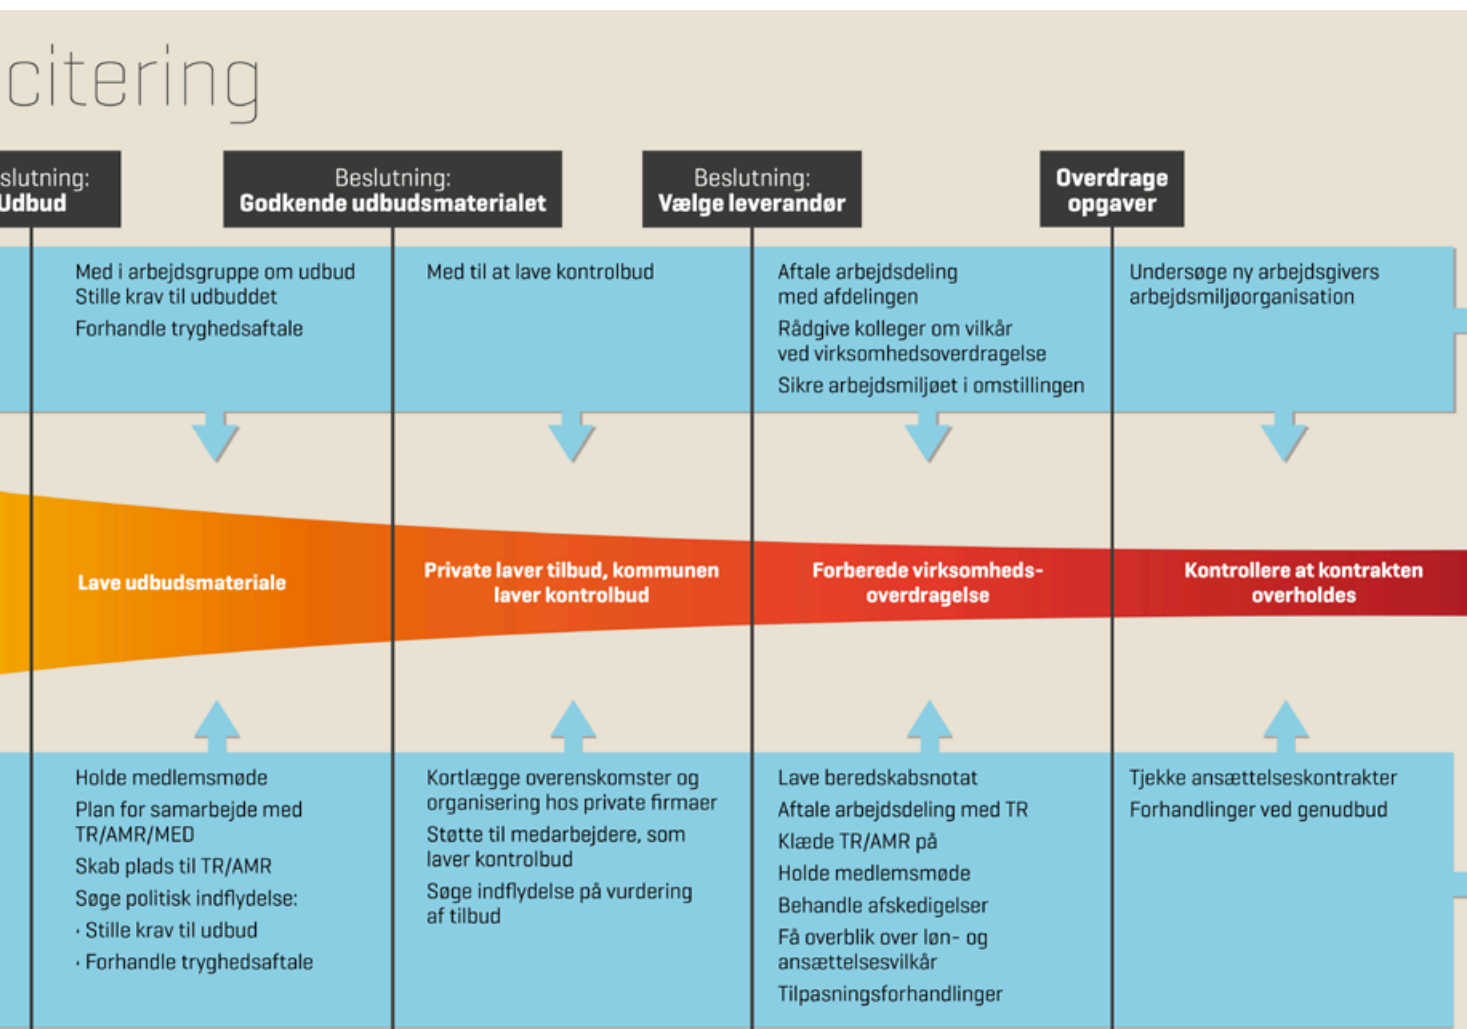 citering
slutning:
Udbud
Beslutning:
Godkende udbudsmaterialet
Beslutning:
Vælge leverandør
Overdrage
opgaver
Med i arbejdsgruppe om udbud
Stille krav til udbuddet
Forhandle tryghedsaftale
Med til at lave kontrolbud
Aftale arbejdsdeling
med afdelingen
Rådgive kolleger om vilkår
ved virksomhedsoverdragelse
Sikre arbejdsmiljøet i omstillingen
Undersøge ny arbejdsgivers
arbejdsmiljøorganisation
Lave udbudsmateriale
Private laver tilbud, kommunen
laver kontrolbud
Forberede virksomheds-
overdragelse
Kontrollere at kontrakten
overholdes
Holde medlemsmøde
Plan for samarbejde med
TR/AMR/MED
Skab plads til TR/AMR
Søge politisk indflydelse:
· Stille krav til udbud
· Forhandle tryghedsaftale
Kortlægge overenskomster og
organisering hos private firmaer
Støtte til medarbejdere, som
laver kontrolbud
Søge indflydelse på vurdering
af tilbud
Lave beredskabsnotat
Aftale arbejdsdeling med TR
Klæde TR/AMR på
Holde medlemsmøde
Behandle afskedigelser
Få overblik over løn- og
ansættelsesvilkår
Tilpasningsforhandlinger
Tjekke ansættelseskontrakter
Forhandlinger ved genudbud